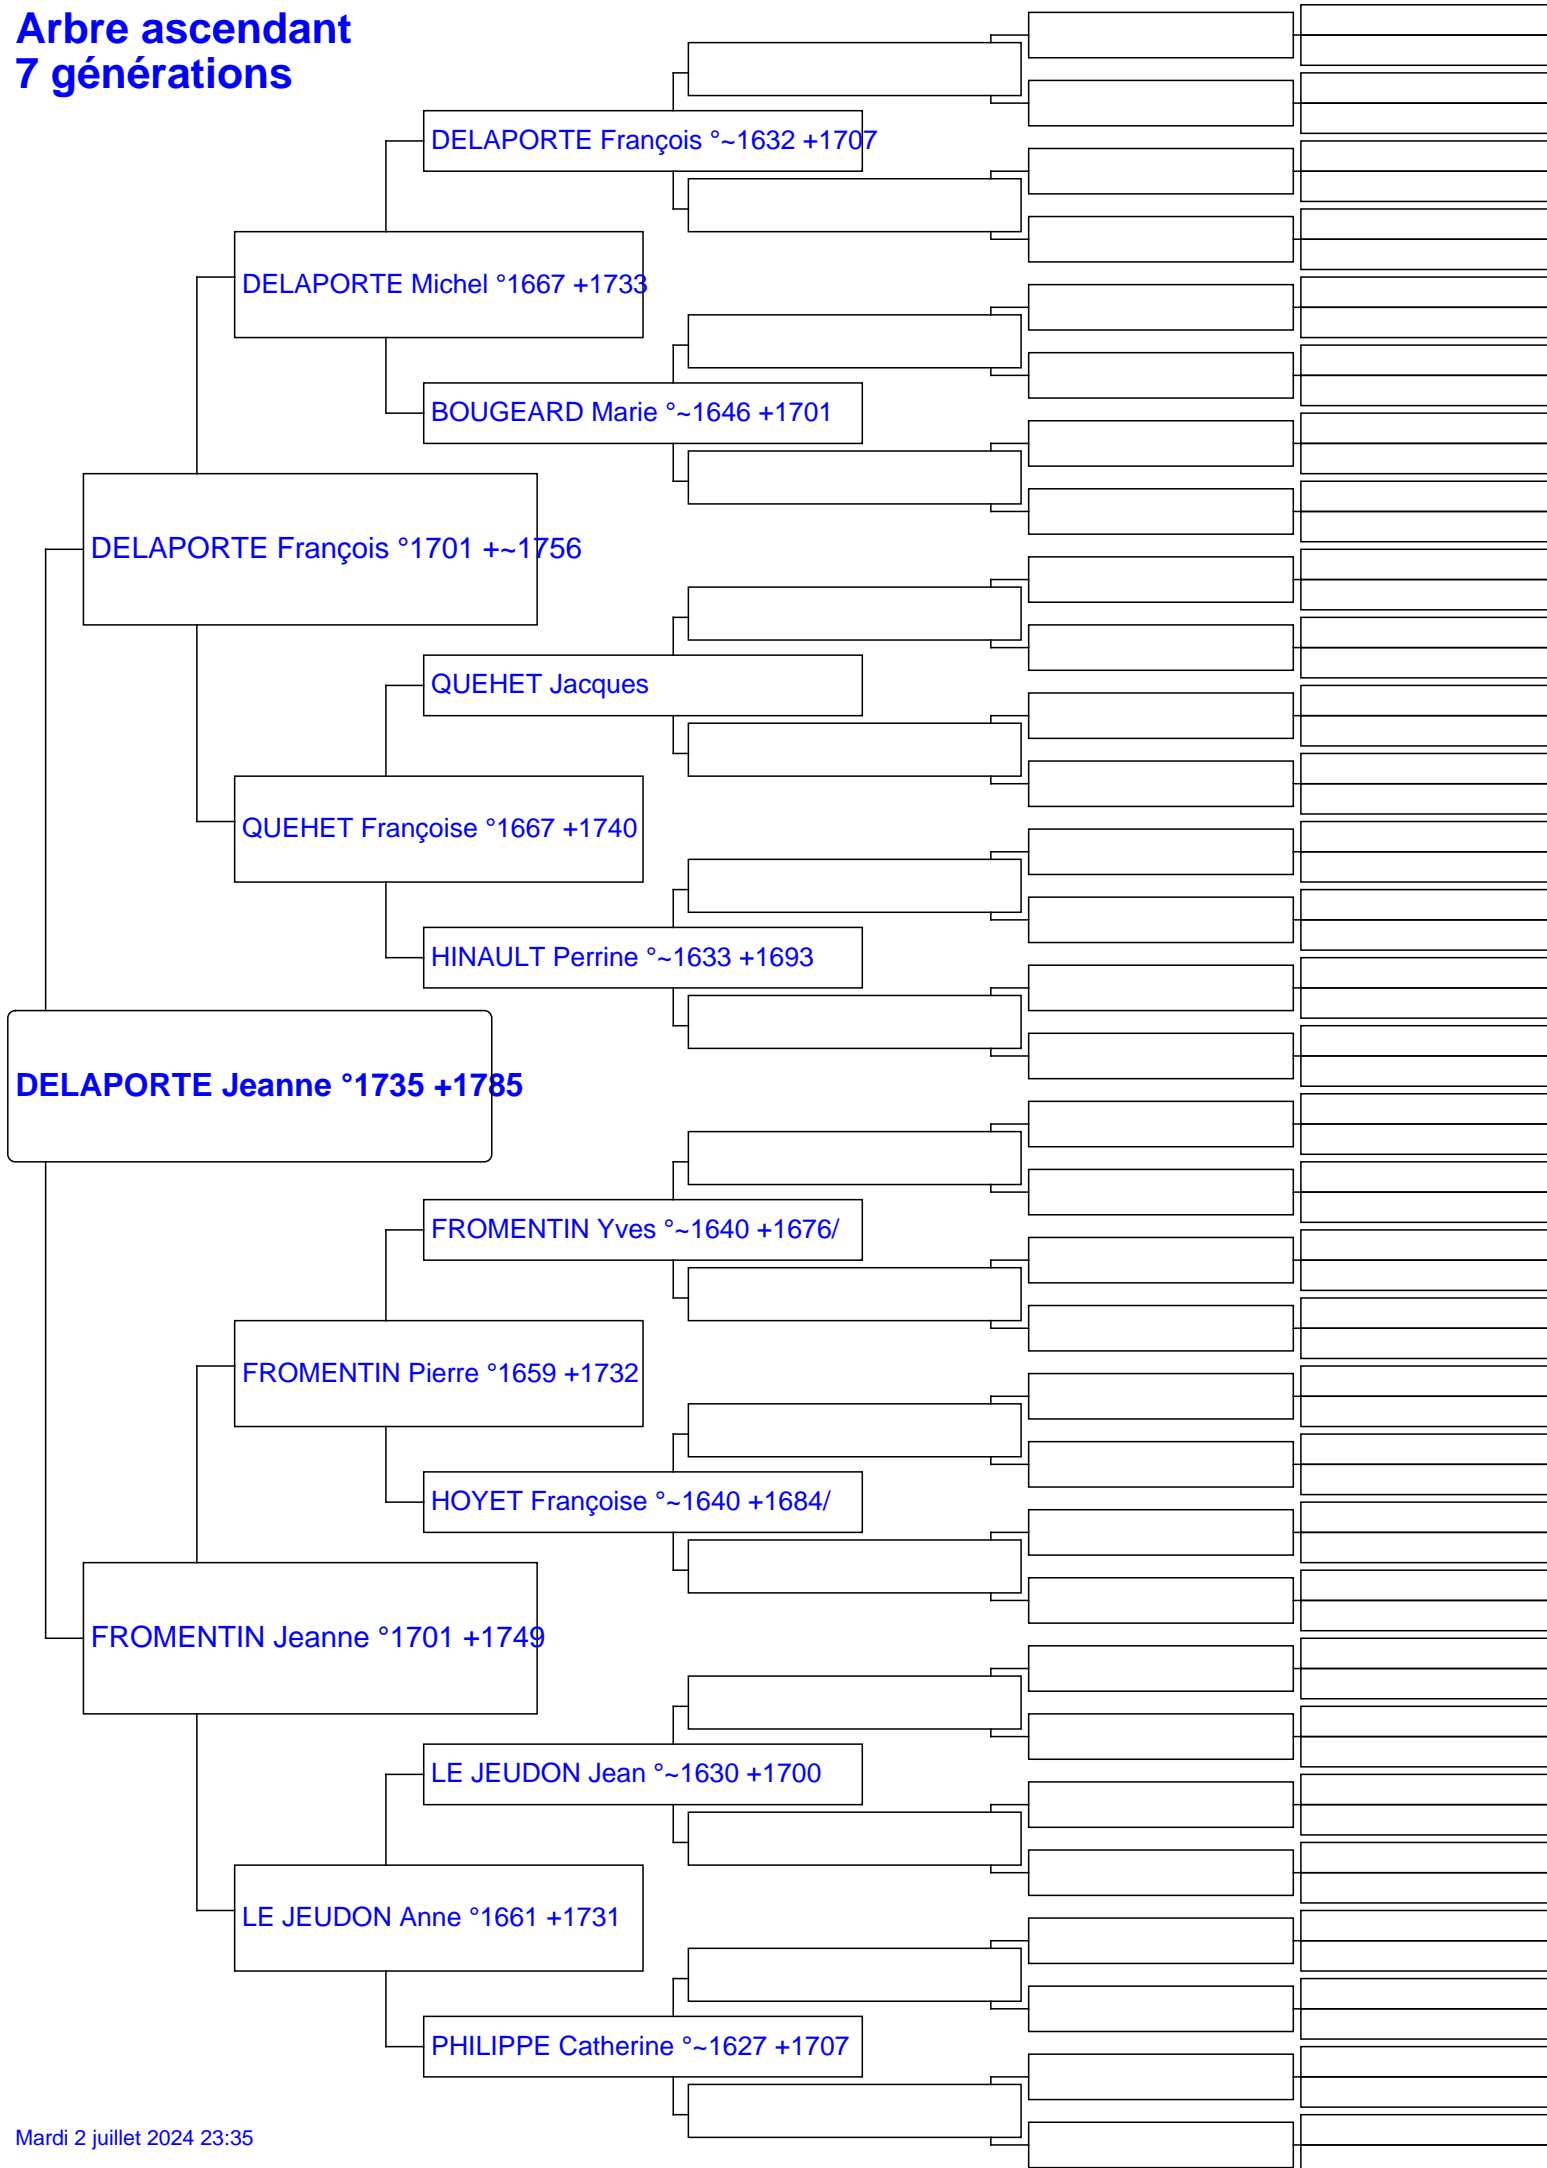 Arbre ascendant
7 générations
DELAPORTE François °~1632 +1707
DELAPORTE Michel °1667 +1733
BOUGEARD Marie °~1646 +1701
DELAPORTE François °1701 +~1756
QUEHET Jacques
QUEHET Françoise °1667 +1740
HINAULT Perrine °~1633 +1693
DELAPORTE Jeanne °1735 +1785
FROMENTIN Yves °~1640 +1676/
FROMENTIN Pierre °1659 +1732
HOYET Françoise °~1640 +1684/
FROMENTIN Jeanne °1701 +1749
LE JEUDON Jean °~1630 +1700
LE JEUDON Anne °1661 +1731
PHILIPPE Catherine °~1627 +1707
Mardi 2 juillet 2024 23:35